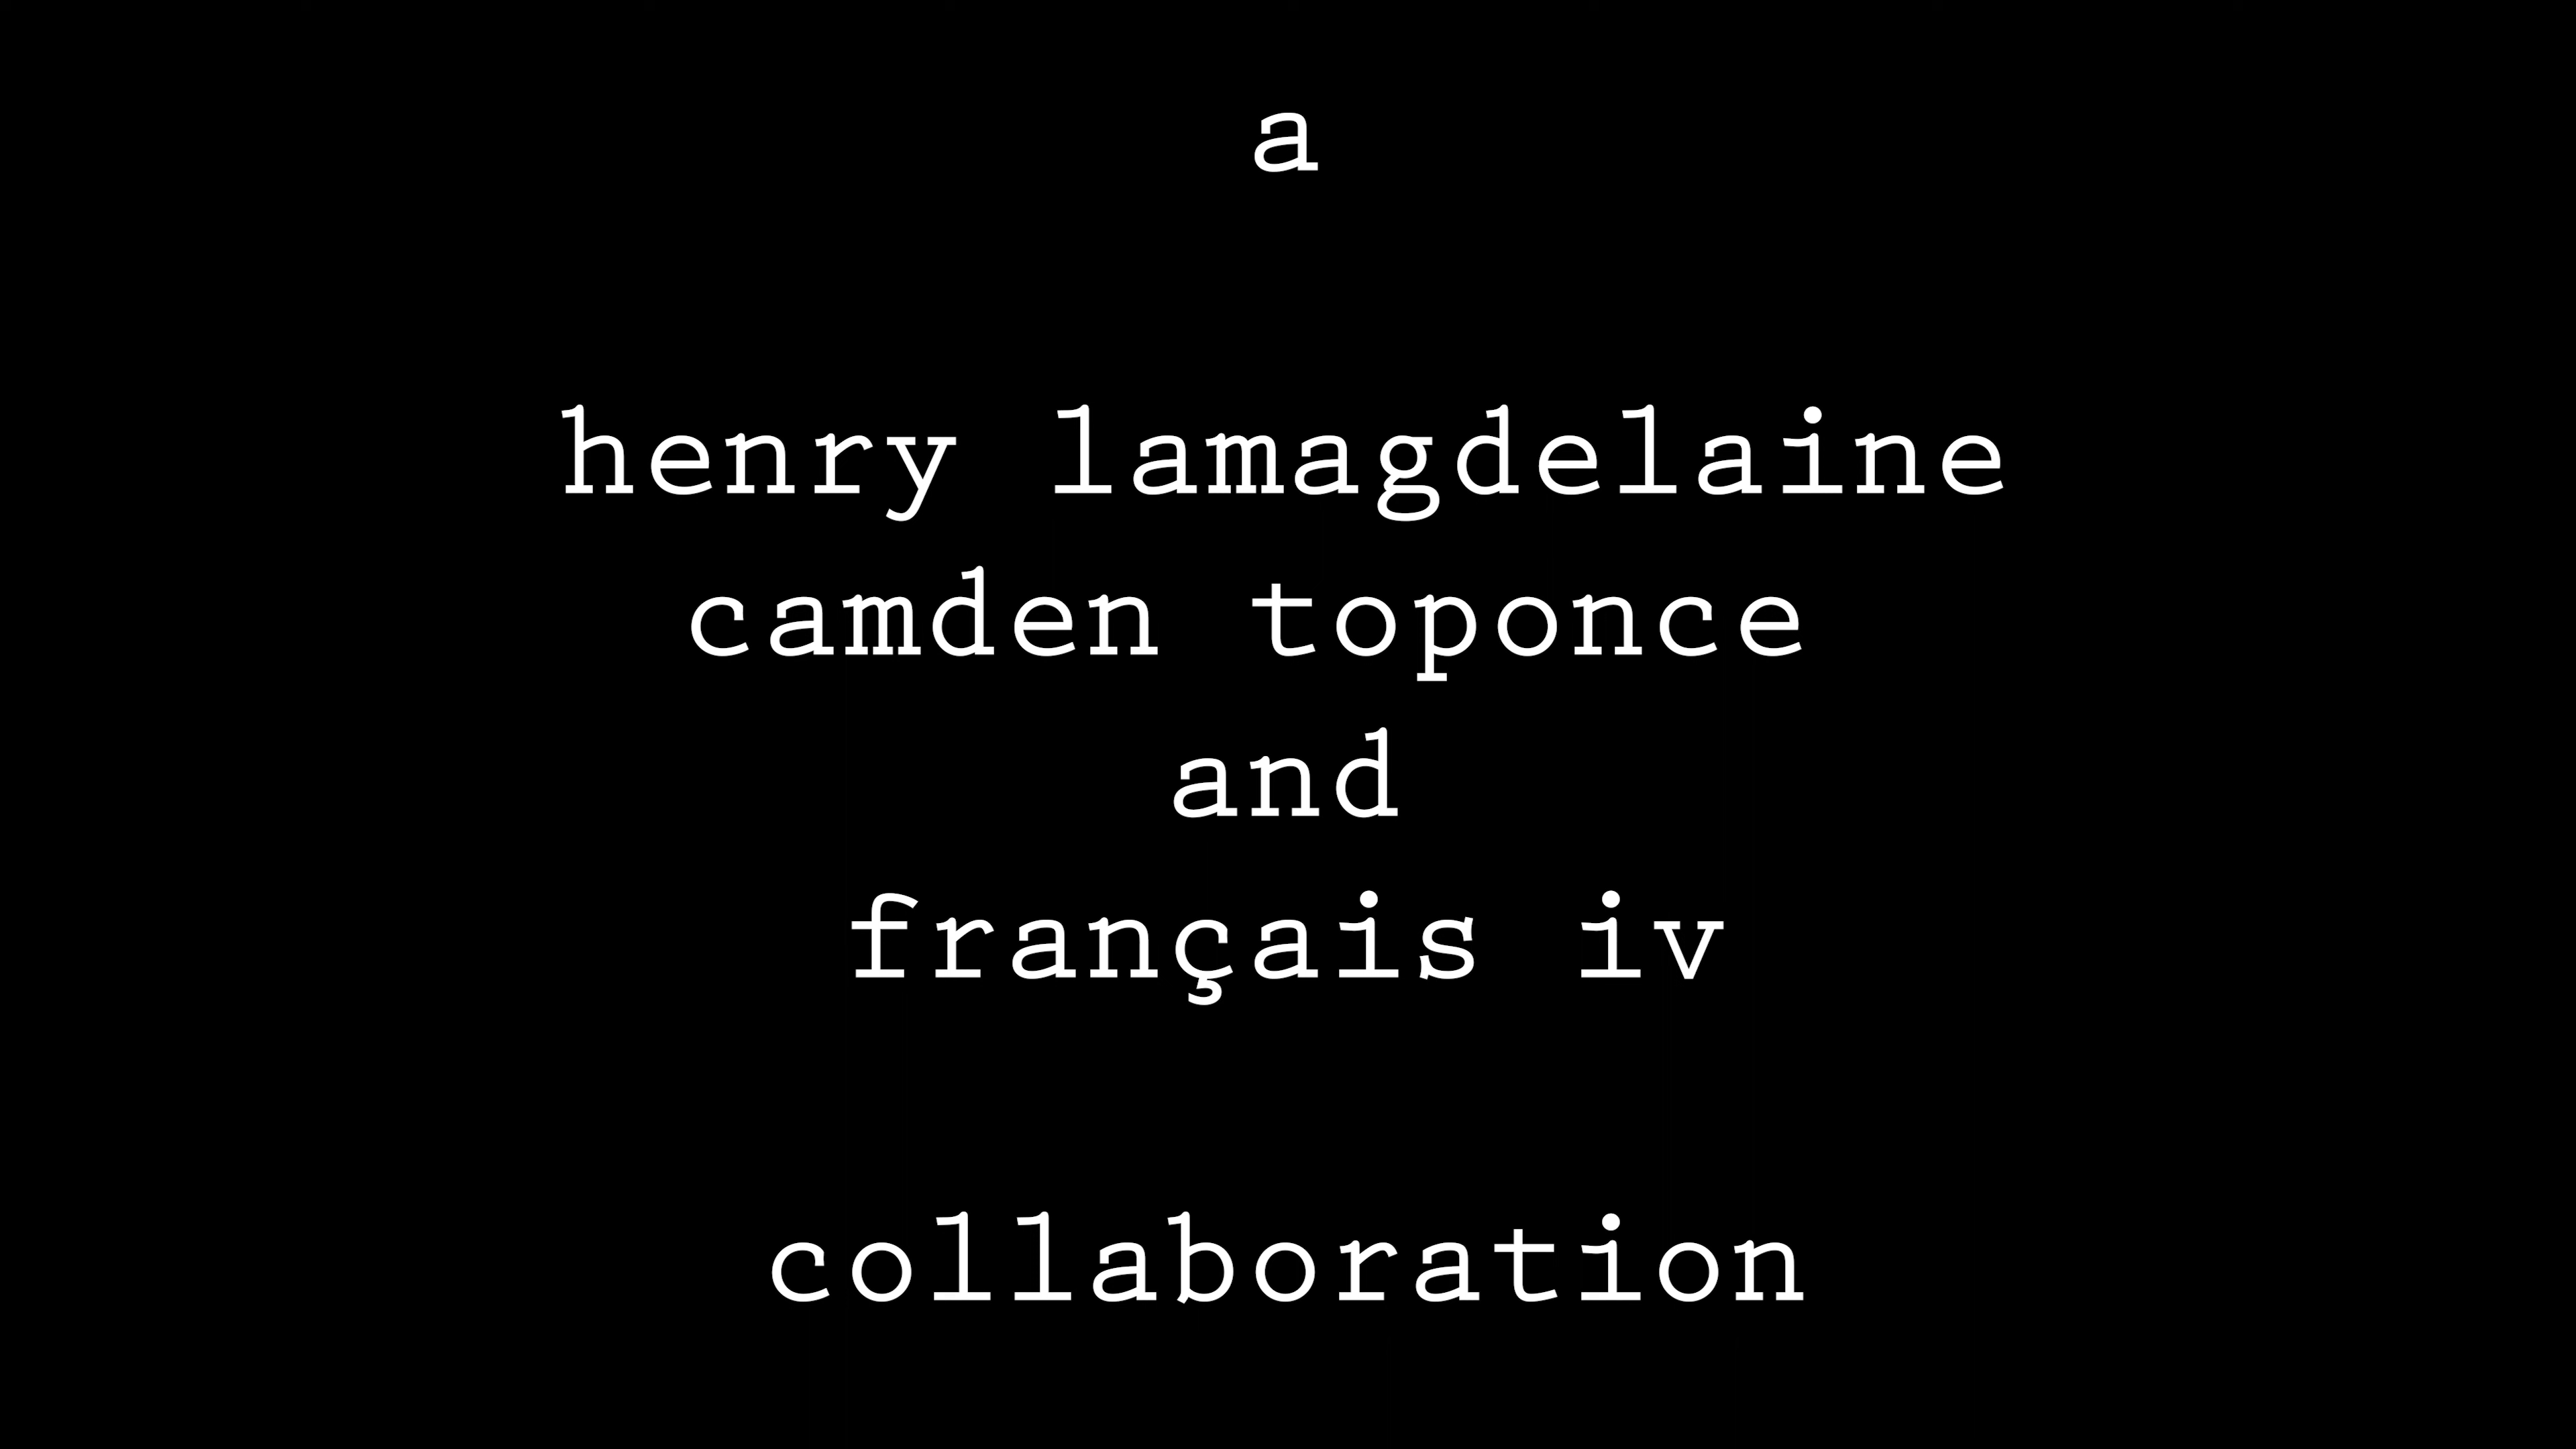 a
henry lamagdelaine
camden toponce
and
français iv
collaboration